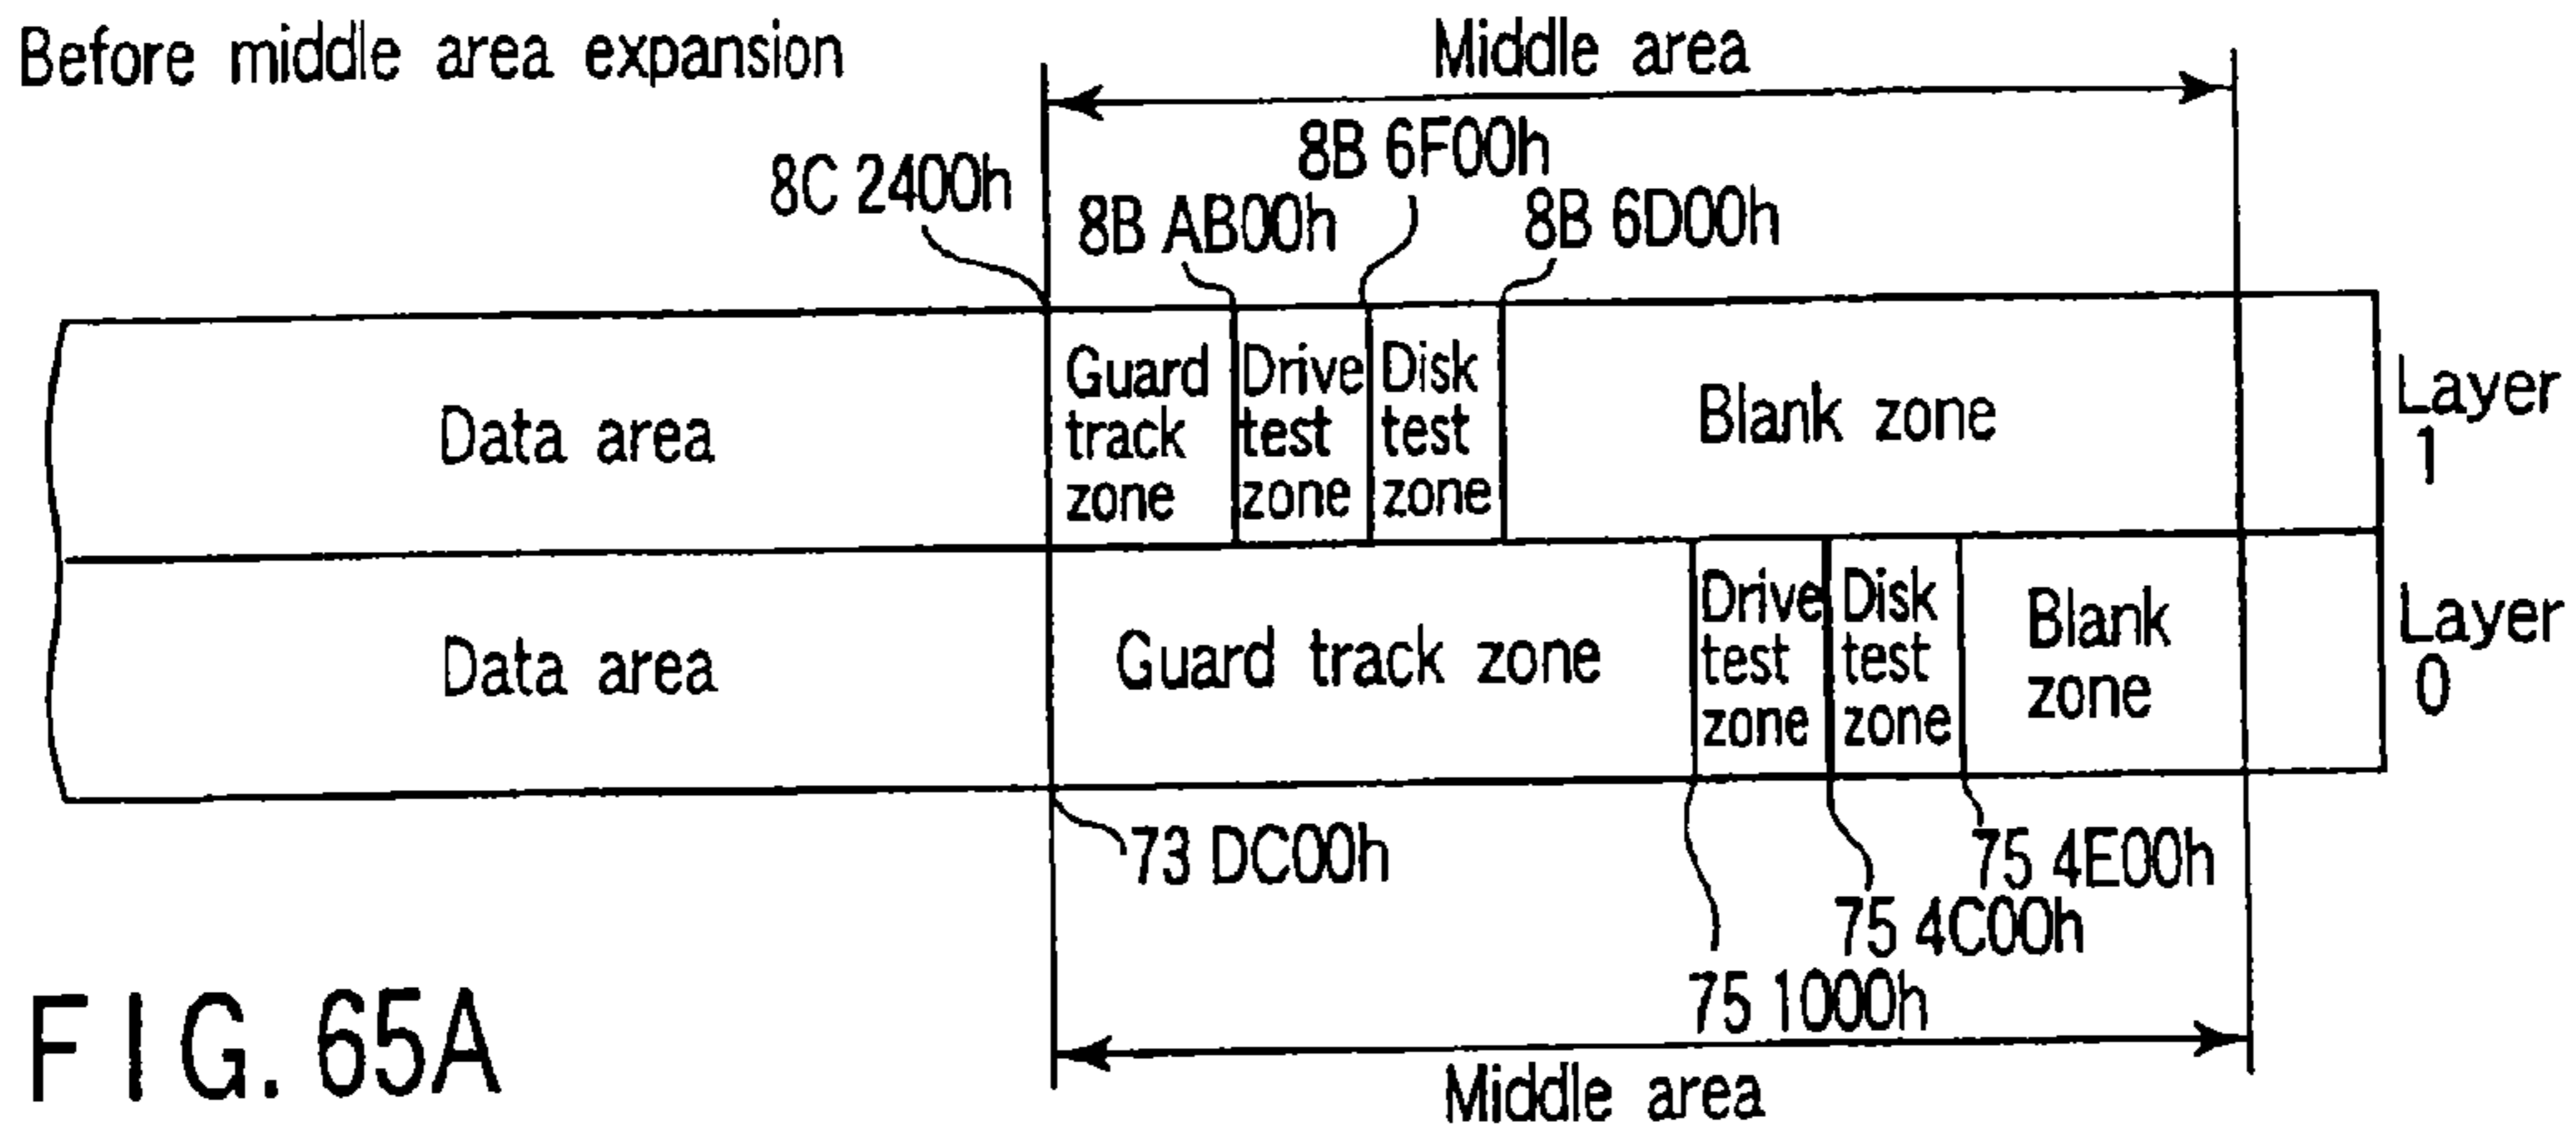 Before middle area expansion
Middle area
8C 2400h
8B AB00h
8B 6F00h
8B 6D00h
Data area
Guard
track
zone
Drive
test
zone
Disk
test
zone
Blank zone
Layer
1
Data area
Guard track zone
Drive
test
zone
Disk
test
zone
Blank
zone
Layer
0
73 DC00h
75 1000h
75 4C00h
75 4E00h
Middle area
FIG. 65A